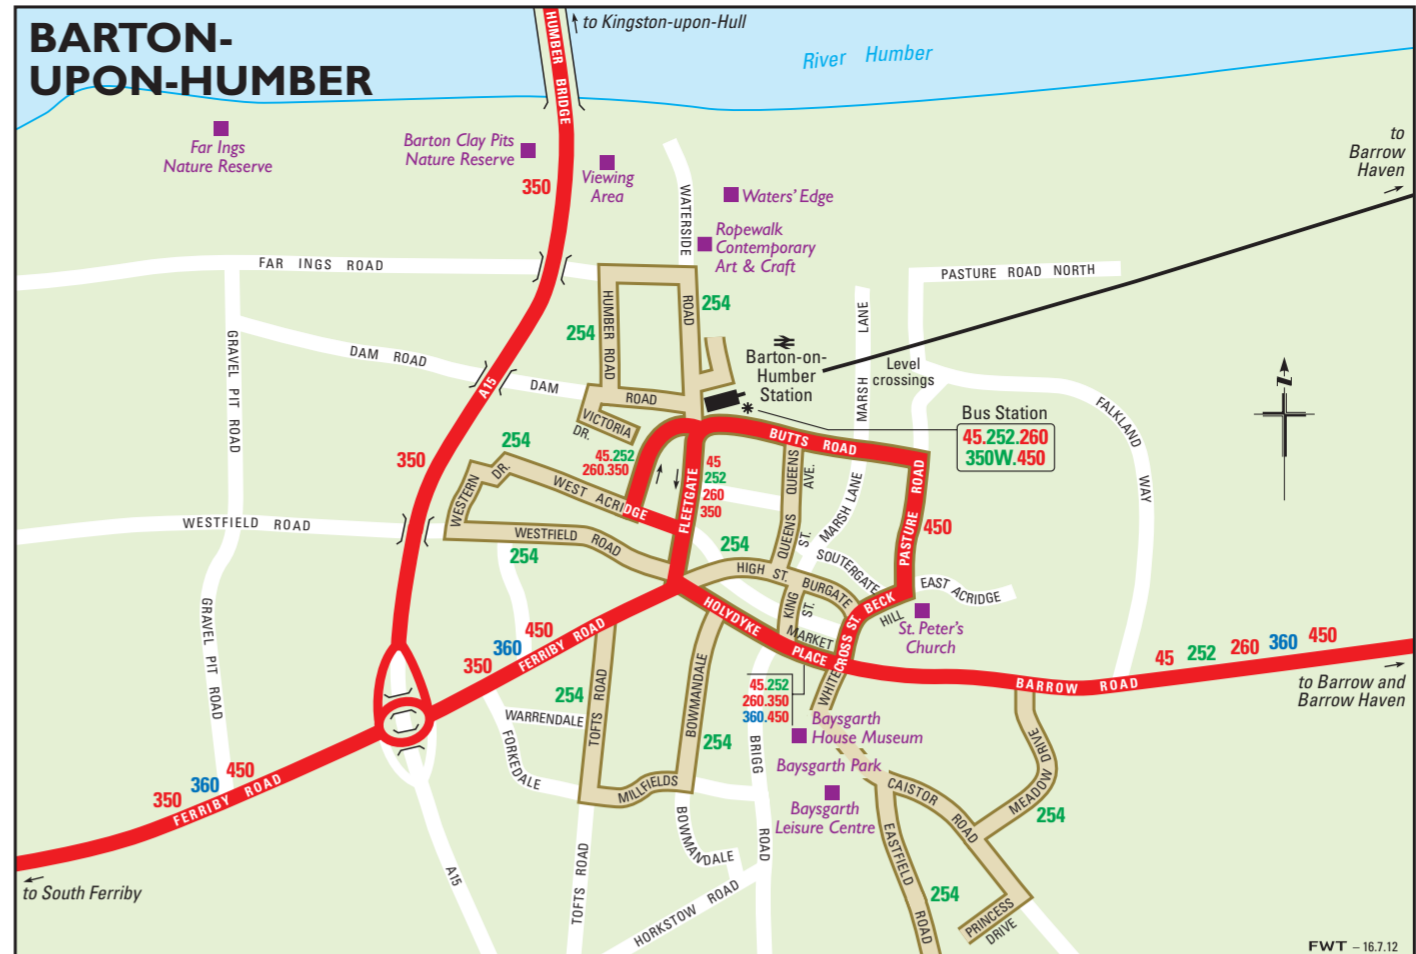 BARTON-
UPON-HUMBER
HUMBER BRIDGE
to Kingston-upon-Hull
River Humber
to
Barrow
Haven
Far Ings
Nature Reserve
Barton Clay Pits
Nature Reserve
350
Viewing
Area
WATERSIDE
ROAD
Waters' Edge
Ropewalk
Contemporary
Art & Craft
FAR INGS ROAD
PASTURE ROAD NORTH
HUMBER ROAD
254
254
GRAVEL PIT ROAD
DAM ROAD
A15
DAM
ROAD
VICTORIA
DR.
Barton-on-
Humber
Station
MARSH LANE
Level
crossings
FALKLAND
WAY
Bus Station
45.252.260
350W.450
BUTTS ROAD
254
45.252
260.350
45
252
260
350
FLEETGATE
350
WESTERN
DR.
WEST ACRIDGE
QUEENS
AVE.
QUEENS
ST.
MARSH LANE
PASTURE ROAD
450
WESTFIELD ROAD
WESTFIELD ROAD
254
254
HIGH ST.
BURGATE
SOUTERGATE
EAST ACRIDGE
BECK
HILL
St. Peter's
Church
KING
ST.
HOLYDYKE
MARKET
PLACE
WHITECROSS ST.
GRAVEL PIT ROAD
350
360
450
FERRIBY ROAD
45
252
260
360
450
BARROW ROAD
to Barrow and
Barrow Haven
45.252
260.350
360.450
254
TOFTS ROAD
BOWMANDALE
254
WARRENDALE
FORKEDALE
MILLFIELDS
BRIGG
ROAD
Baysgarth
House Museum
Baysgarth Park
Baysgarth
Leisure Centre
CAISTOR
ROAD
MEADOW DRIVE
254
350
360
450
FERRIBY ROAD
to South Ferriby
A15
TOFTS ROAD
BOWMANDALE
HORKSTOW ROAD
EASTFIELD
ROAD
254
PRINCESS
DRIVE
N
FWT – 16.7.12